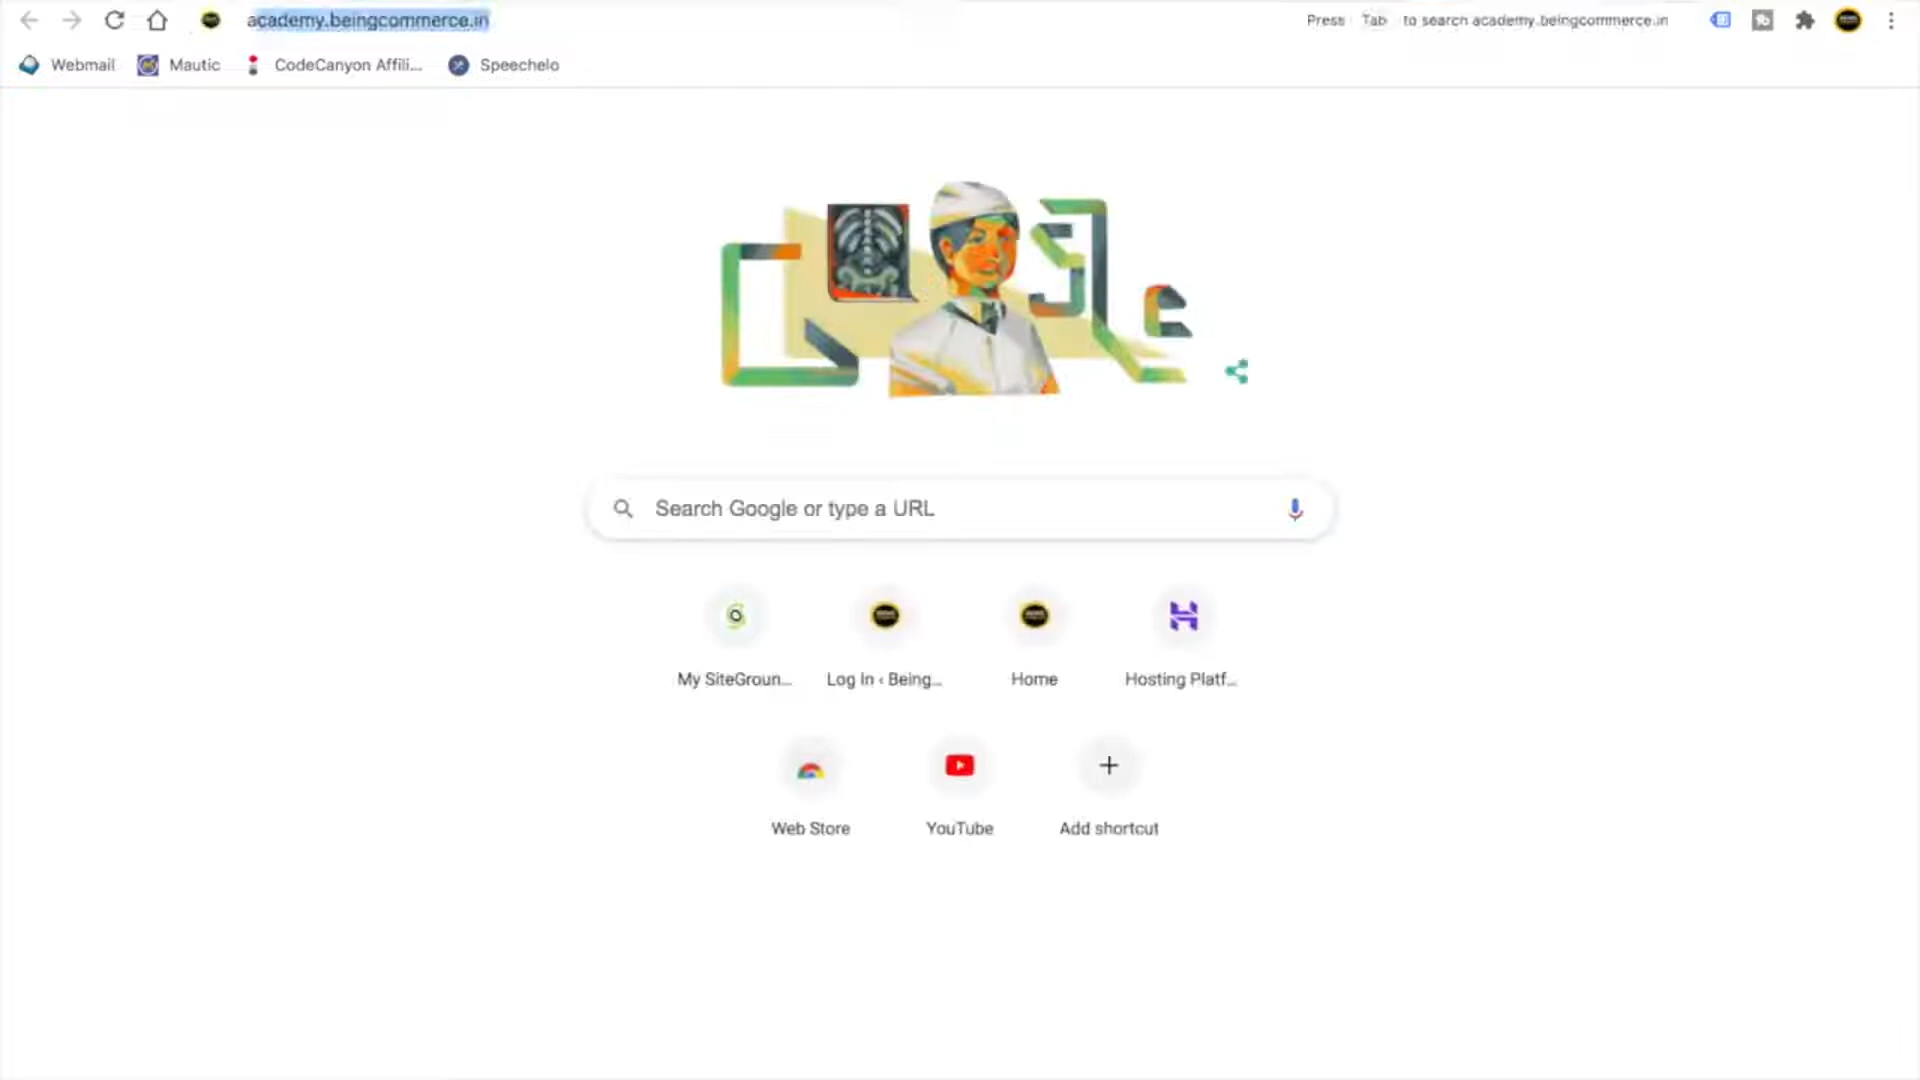 academy.beingcommerce.in
Press Tab to search academy.beingcommerce.in
Webmail Mautic CodeCanyon Affili... Speechelo
Search Google or type a URL
My SiteGroun... Log In ‹ Being... Home Hosting Platf...
Web Store YouTube Add shortcut